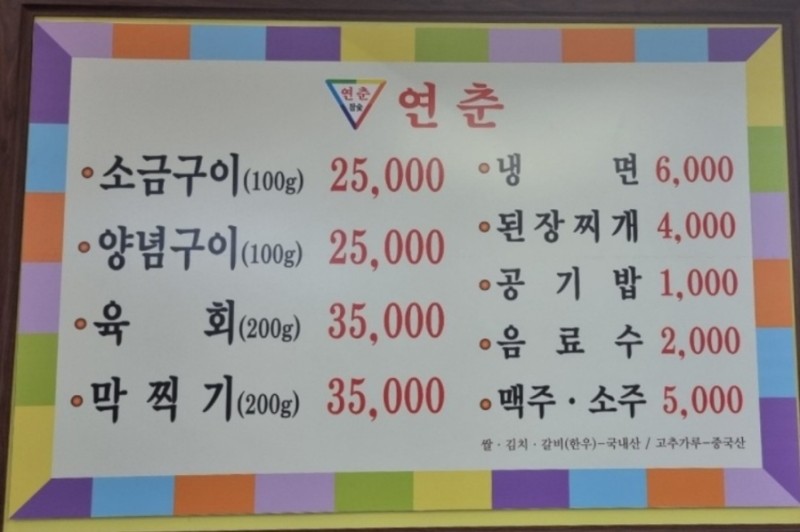 연춘
참숯
연춘
소금구이(100g) 25,000
양념구이(100g) 25,000
육 회(200g) 35,000
막 찍 기(200g) 35,000
냉 면 6,000
된장찌개 4,000
공 기 밥 1,000
음 료 수 2,000
맥주 · 소주 5,000
쌀 · 김치 · 갈비(한우)-국내산 / 고추가루-중국산